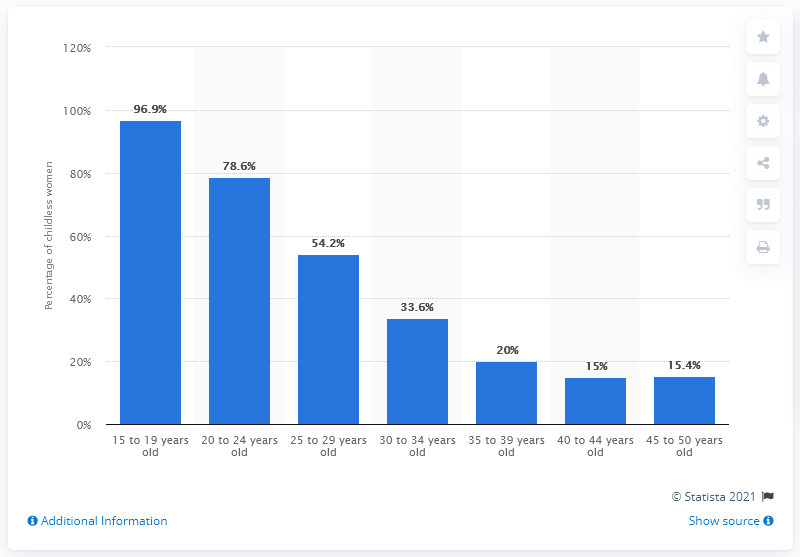 120%
100%
80%
60%
40%
20%
0%
Percentage of childless women
96.9%
78.6%
54.2%
33.6%
20%
15%
15.4%
15 to 19 years
old
20 to 24 years
old
25 to 29 years
old
30 to 34 years
old
35 to 39 years
old
40 to 44 years
old
45 to 50 years
old
© Statista 2021
Additional Information
Show source